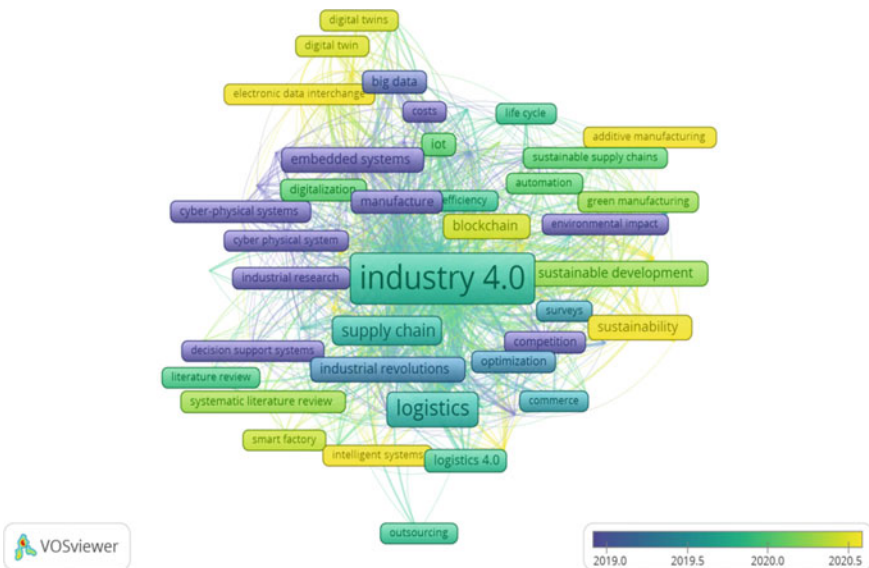 digital twins
digital twin
big data
electronic data interchange
costs
life cycle
additive manufacturing
iot
embedded systems
sustainable supply chains
automation
digitalization
manufacture
efficiency
green manufacturing
cyber-physical systems
blockchain
environmental impact
cyber physical system
industry 4.0
sustainable development
industrial research
surveys
supply chain
sustainability
competition
decision support systems
industrial revolutions
optimization
literature review
systematic literature review
logistics
commerce
smart factory
intelligent systems
logistics 4.0
outsourcing
VOSviewer
2019.0 2019.5 2020.0 2020.5